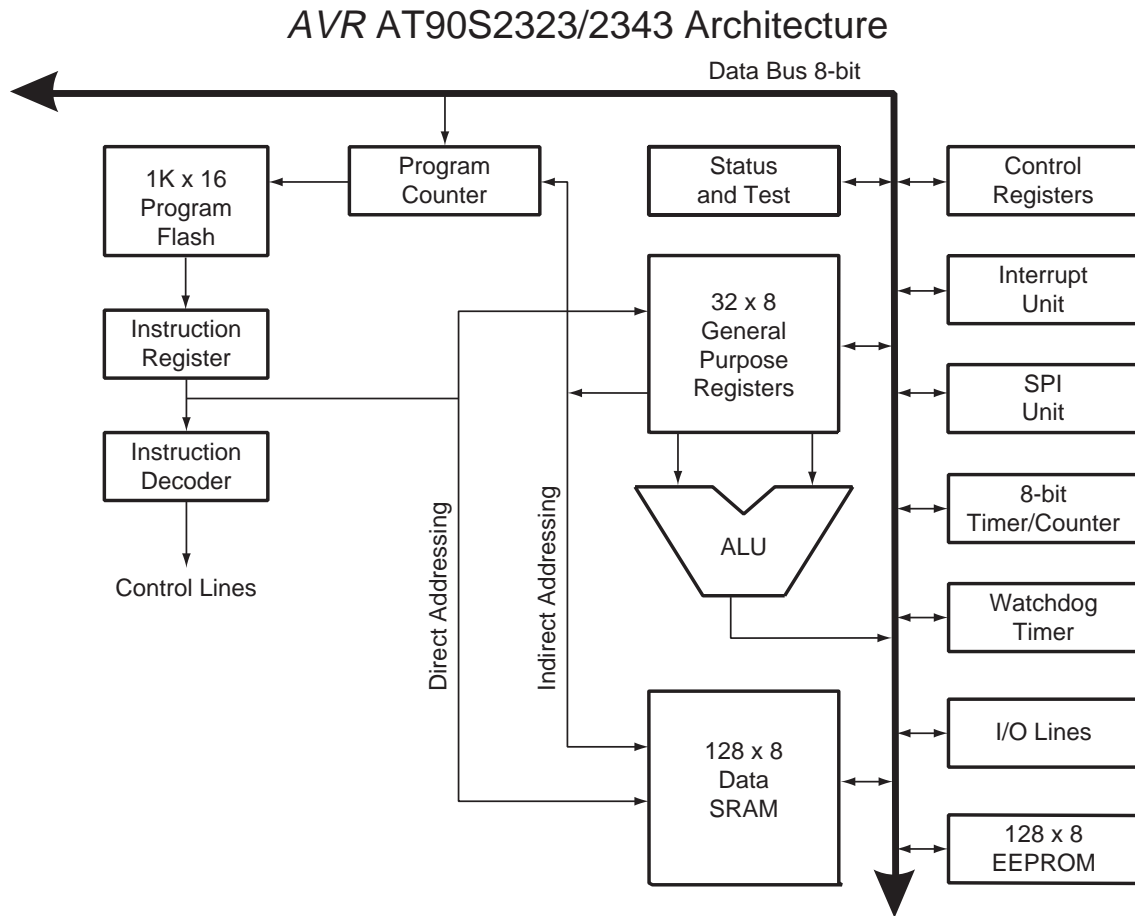 AVR AT90S2323/2343 Architecture
Data Bus 8-bit
1K x 16
Program
Flash
Program
Counter
Status
and Test
Control
Registers
Instruction
Register
32 x 8
General
Purpose
Registers
Interrupt
Unit
SPI
Unit
Instruction
Decoder
8-bit
Timer/Counter
ALU
Control Lines
Direct Addressing
Indirect Addressing
Watchdog
Timer
128 x 8
Data
SRAM
I/O Lines
128 x 8
EEPROM